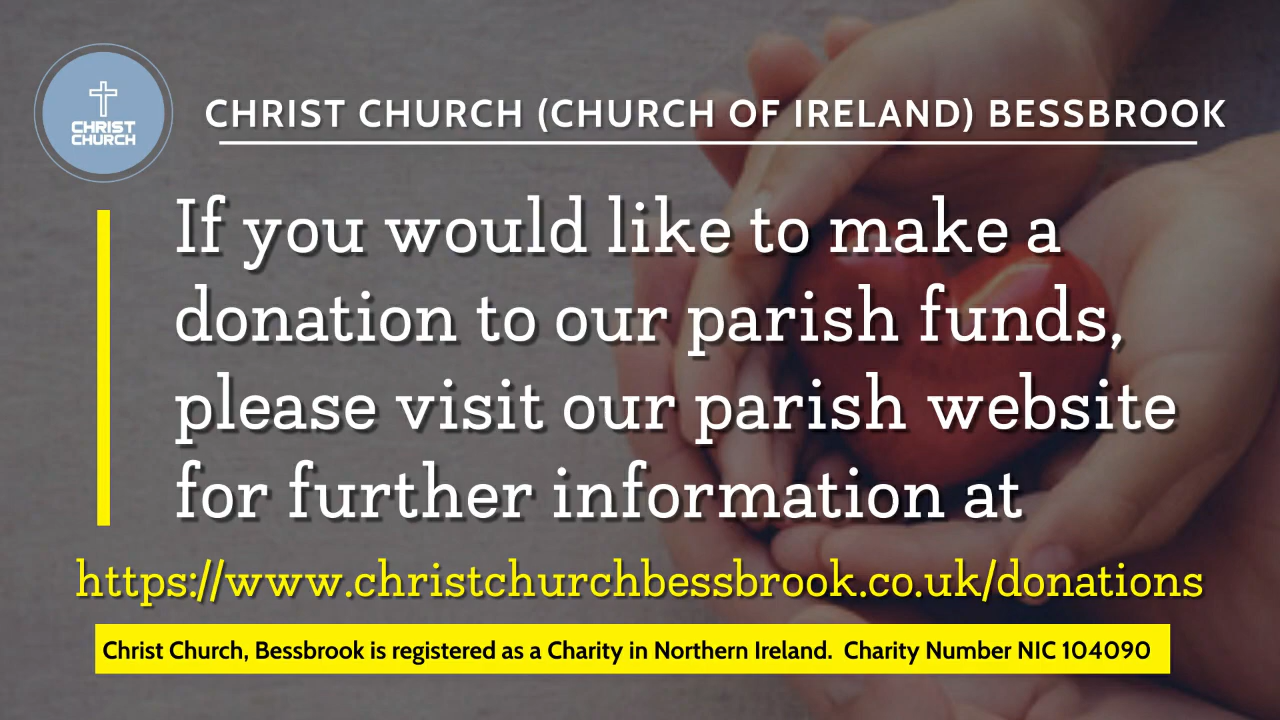 CHRIST
CHURCH
CHRIST CHURCH (CHURCH OF IRELAND) BESSBROOK
If you would like to make a
donation to our parish funds,
please visit our parish website
for further information at
https://www.christchurchbessbrook.co.uk/donations
Christ Church, Bessbrook is registered as a Charity in Northern Ireland.  Charity Number NIC 104090